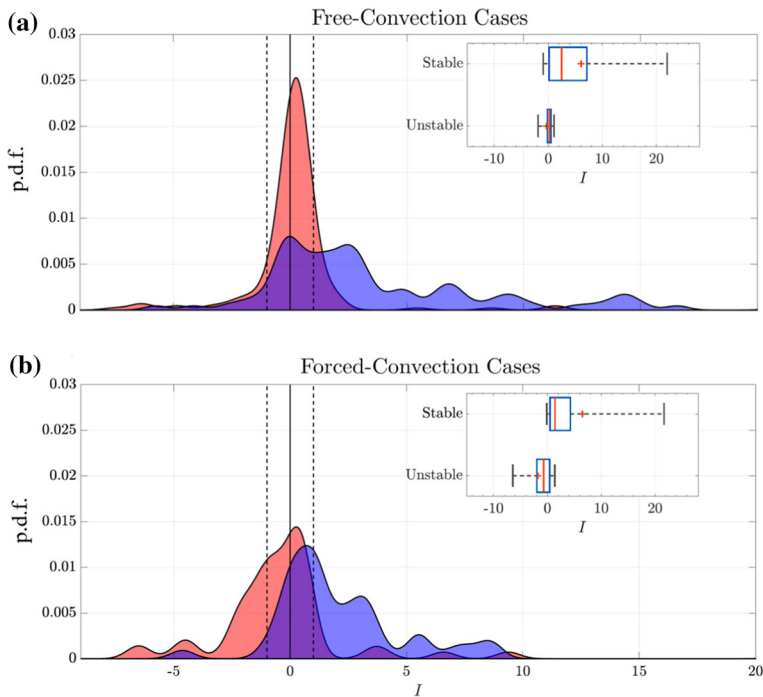 (a)
Free-Convection Cases
0.03
0.025
0.02
0.015
0.01
0.005
0
p.d.f.
Stable
Unstable
-10 0 10 20
I
(b)
Forced-Convection Cases
0.03
0.025
0.02
0.015
0.01
0.005
0
p.d.f.
Stable
Unstable
-10 0 10 20
I
-5 0 5 10 15 20
I